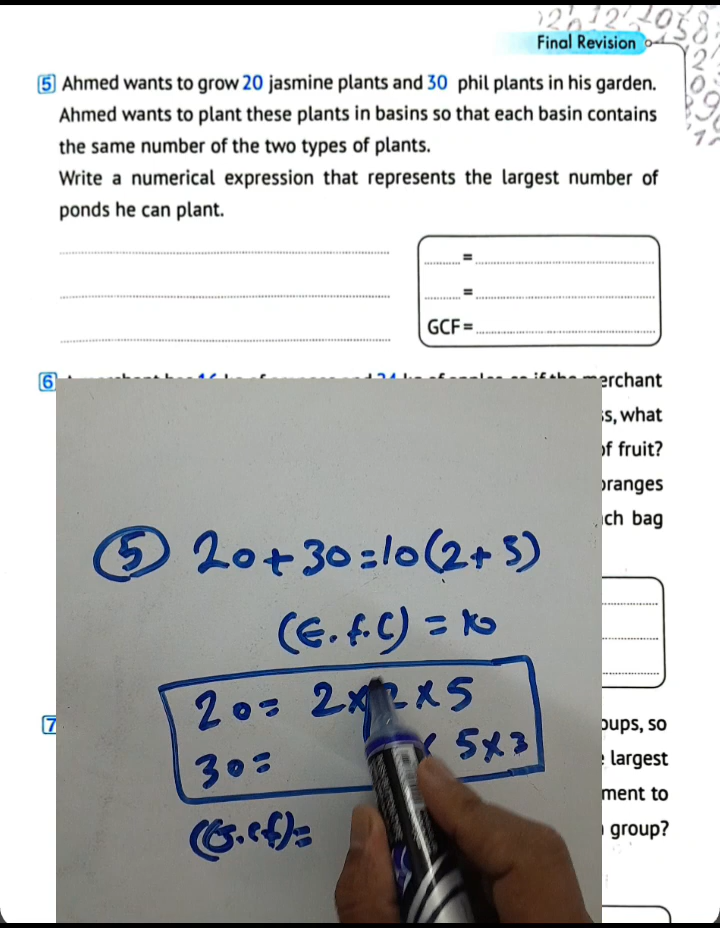 Final Revision
5 Ahmed wants to grow 20 jasmine plants and 30 phil plants in his garden.
Ahmed wants to plant these plants in basins so that each basin contains
the same number of the two types of plants.
Write a numerical expression that represents the largest number of
ponds he can plant.
=
=
GCF =
6 merchant
s, what
of fruit?
oranges
ch bag
5 20+30=10(2+3)
(G.f.C) = 10
20= 2×2×5
30= × 5×3
(G.cf)=
7 oups, so
largest
ment to
group?